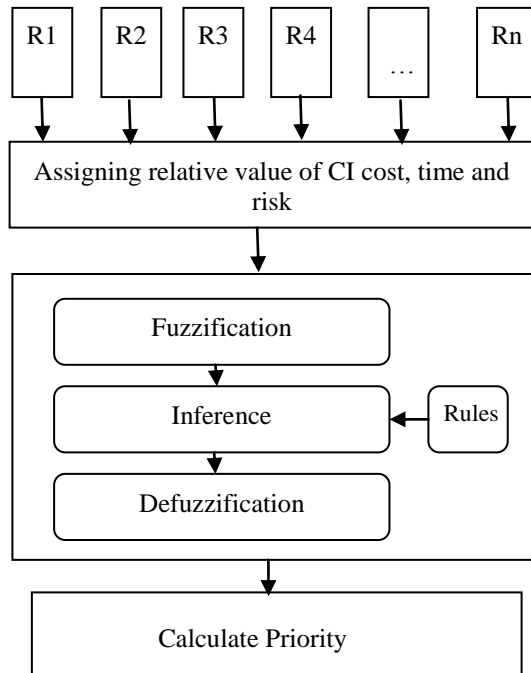 R1 R2 R3 R4 … Rn
Assigning relative value of CI cost, time and
risk
Fuzzification
Inference
Rules
Defuzzification
Calculate Priority